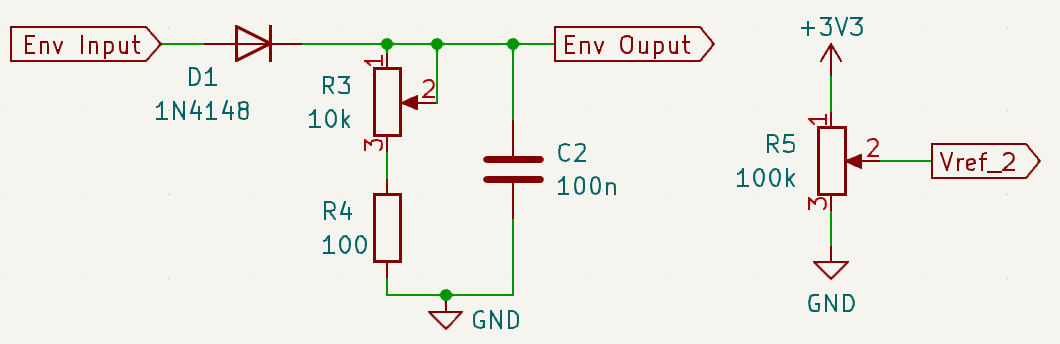 Env Input
D1
1N4148
1
R3
2
10k
3
R4
100
C2
100n
GND
Env Ouput
+3V3
1
R5
2
100k
3
Vref_2
GND